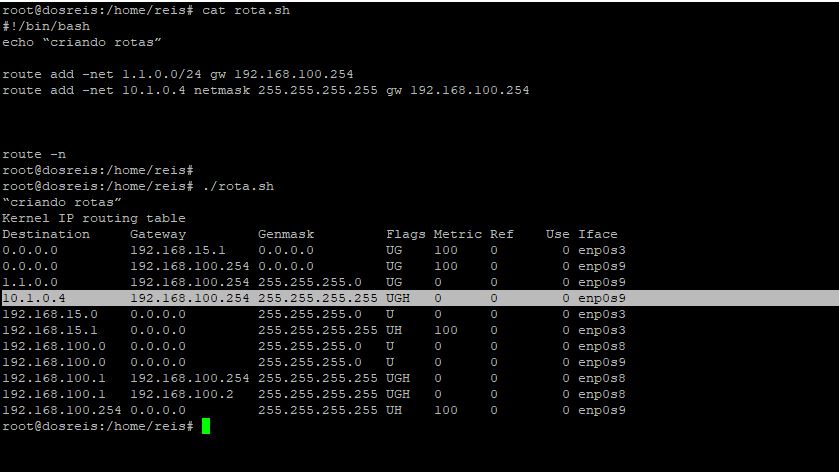 root@dosreis:/home/reis# cat rota.sh
#!/bin/bash
echo “criando rotas”
route add -net 1.1.0.0/24 gw 192.168.100.254
route add -net 10.1.0.4 netmask 255.255.255.255 gw 192.168.100.254
route -n
root@dosreis:/home/reis#
root@dosreis:/home/reis# ./rota.sh
“criando rotas”
Kernel IP routing table
Destination Gateway Genmask Flags Metric Ref Use Iface
0.0.0.0 192.168.15.1 0.0.0.0 UG 100 0 0 enp0s3
0.0.0.0 192.168.100.254 0.0.0.0 UG 100 0 0 enp0s9
1.1.0.0 192.168.100.254 255.255.255.0 UG 0 0 0 enp0s9
10.1.0.4 192.168.100.254 255.255.255.255 UGH 0 0 0 enp0s9
192.168.15.0 0.0.0.0 255.255.255.0 U 0 0 0 enp0s3
192.168.15.1 0.0.0.0 255.255.255.255 UH 100 0 0 enp0s3
192.168.100.0 0.0.0.0 255.255.255.0 U 0 0 0 enp0s8
192.168.100.0 0.0.0.0 255.255.255.0 U 0 0 0 enp0s9
192.168.100.1 192.168.100.254 255.255.255.255 UGH 0 0 0 enp0s8
192.168.100.1 192.168.100.2 255.255.255.255 UGH 0 0 0 enp0s8
192.168.100.254 0.0.0.0 255.255.255.255 UH 100 0 0 enp0s9
root@dosreis:/home/reis#